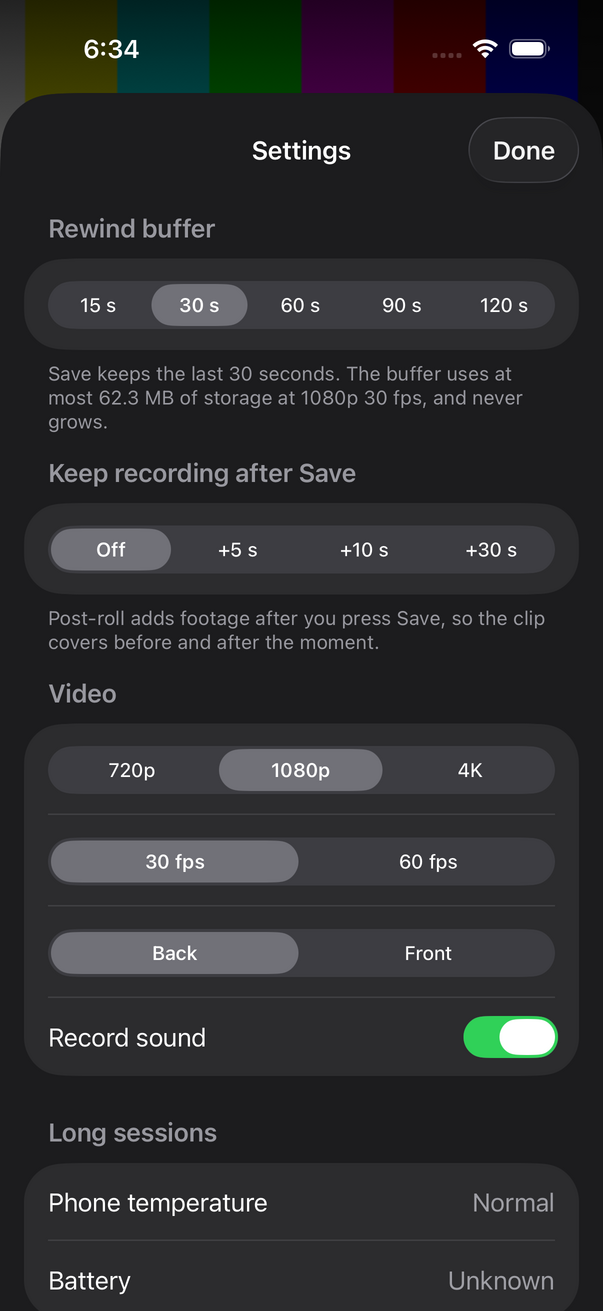 6:34
Settings
Done
Rewind buffer
15 s
30 s
60 s
90 s
120 s
Save keeps the last 30 seconds. The buffer uses at
most 62.3 MB of storage at 1080p 30 fps, and never
grows.
Keep recording after Save
Off
+5 s
+10 s
+30 s
Post-roll adds footage after you press Save, so the clip
covers before and after the moment.
Video
720p
1080p
4K
30 fps
60 fps
Back
Front
Record sound
Long sessions
Phone temperature
Normal
Battery
Unknown